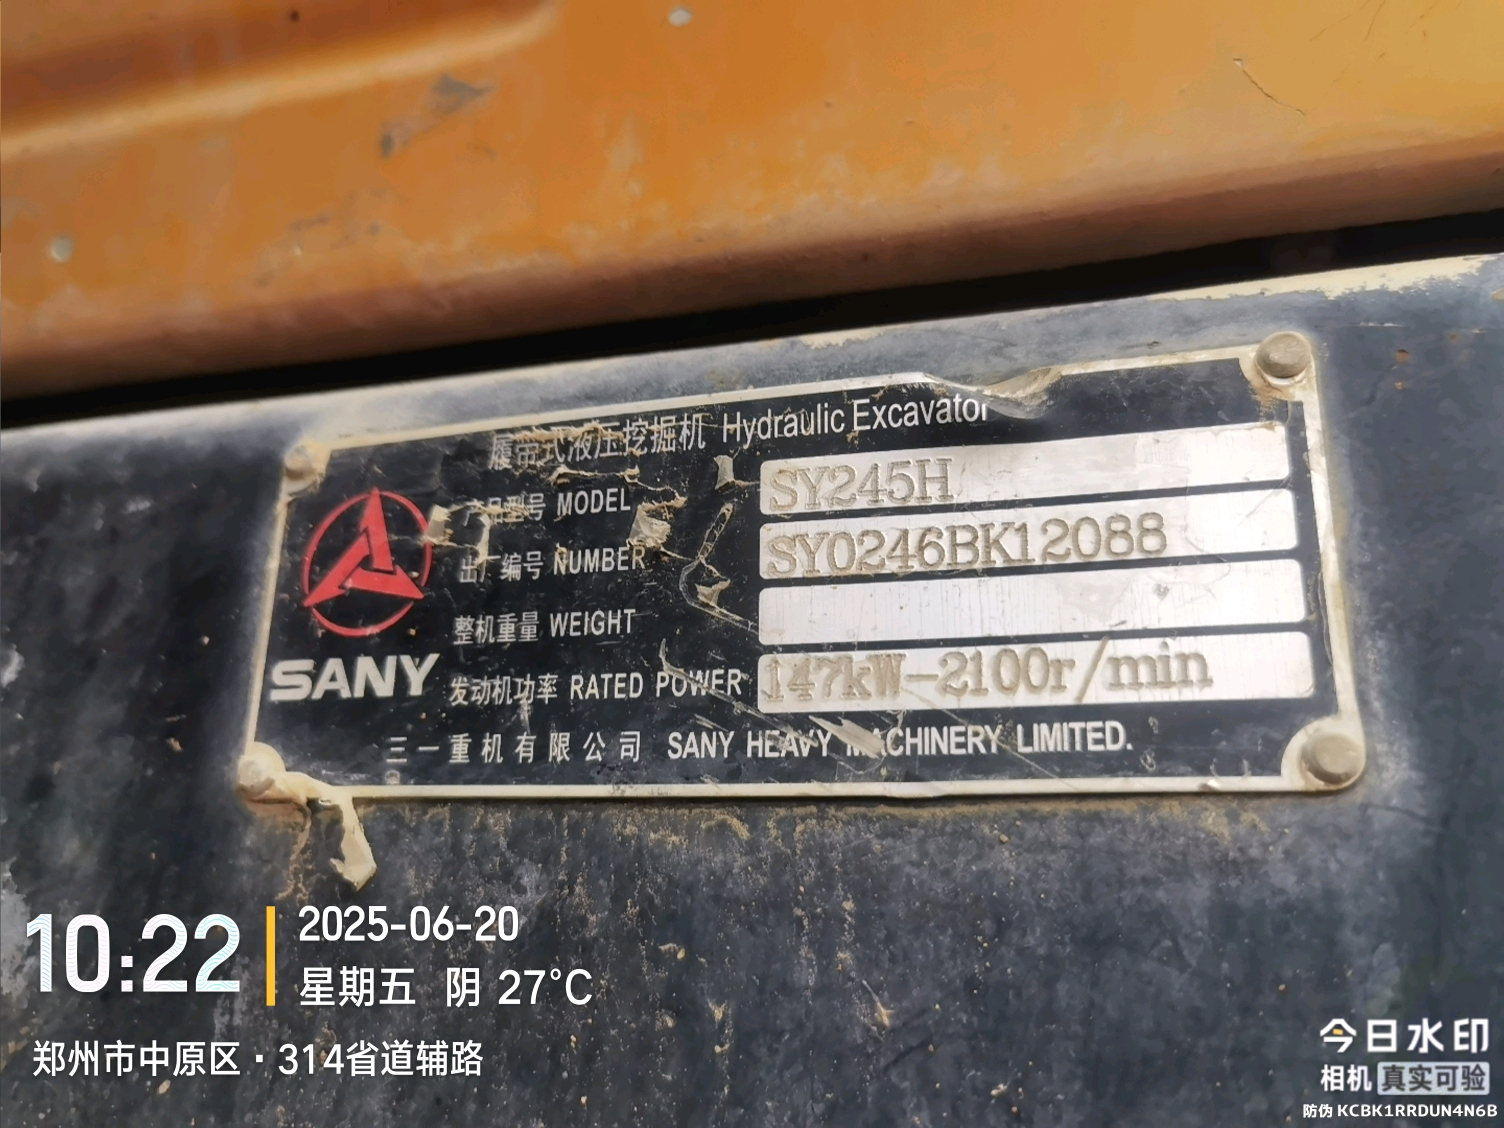 履带式液压挖掘机 Hydraulic Excavator
产品型号 MODEL SY245H
出厂编号 NUMBER SY0246BK12088
整机重量 WEIGHT
SANY 发动机功率 RATED POWER 147kW-2100r/min
三一重机有限公司 SANY HEAVY MACHINERY LIMITED.
10:22 2025-06-20
星期五 阴 27°C
郑州市中原区·314省道辅路
今日水印
相机 真实可验
防伪 KCBK1RRDUN4N6B